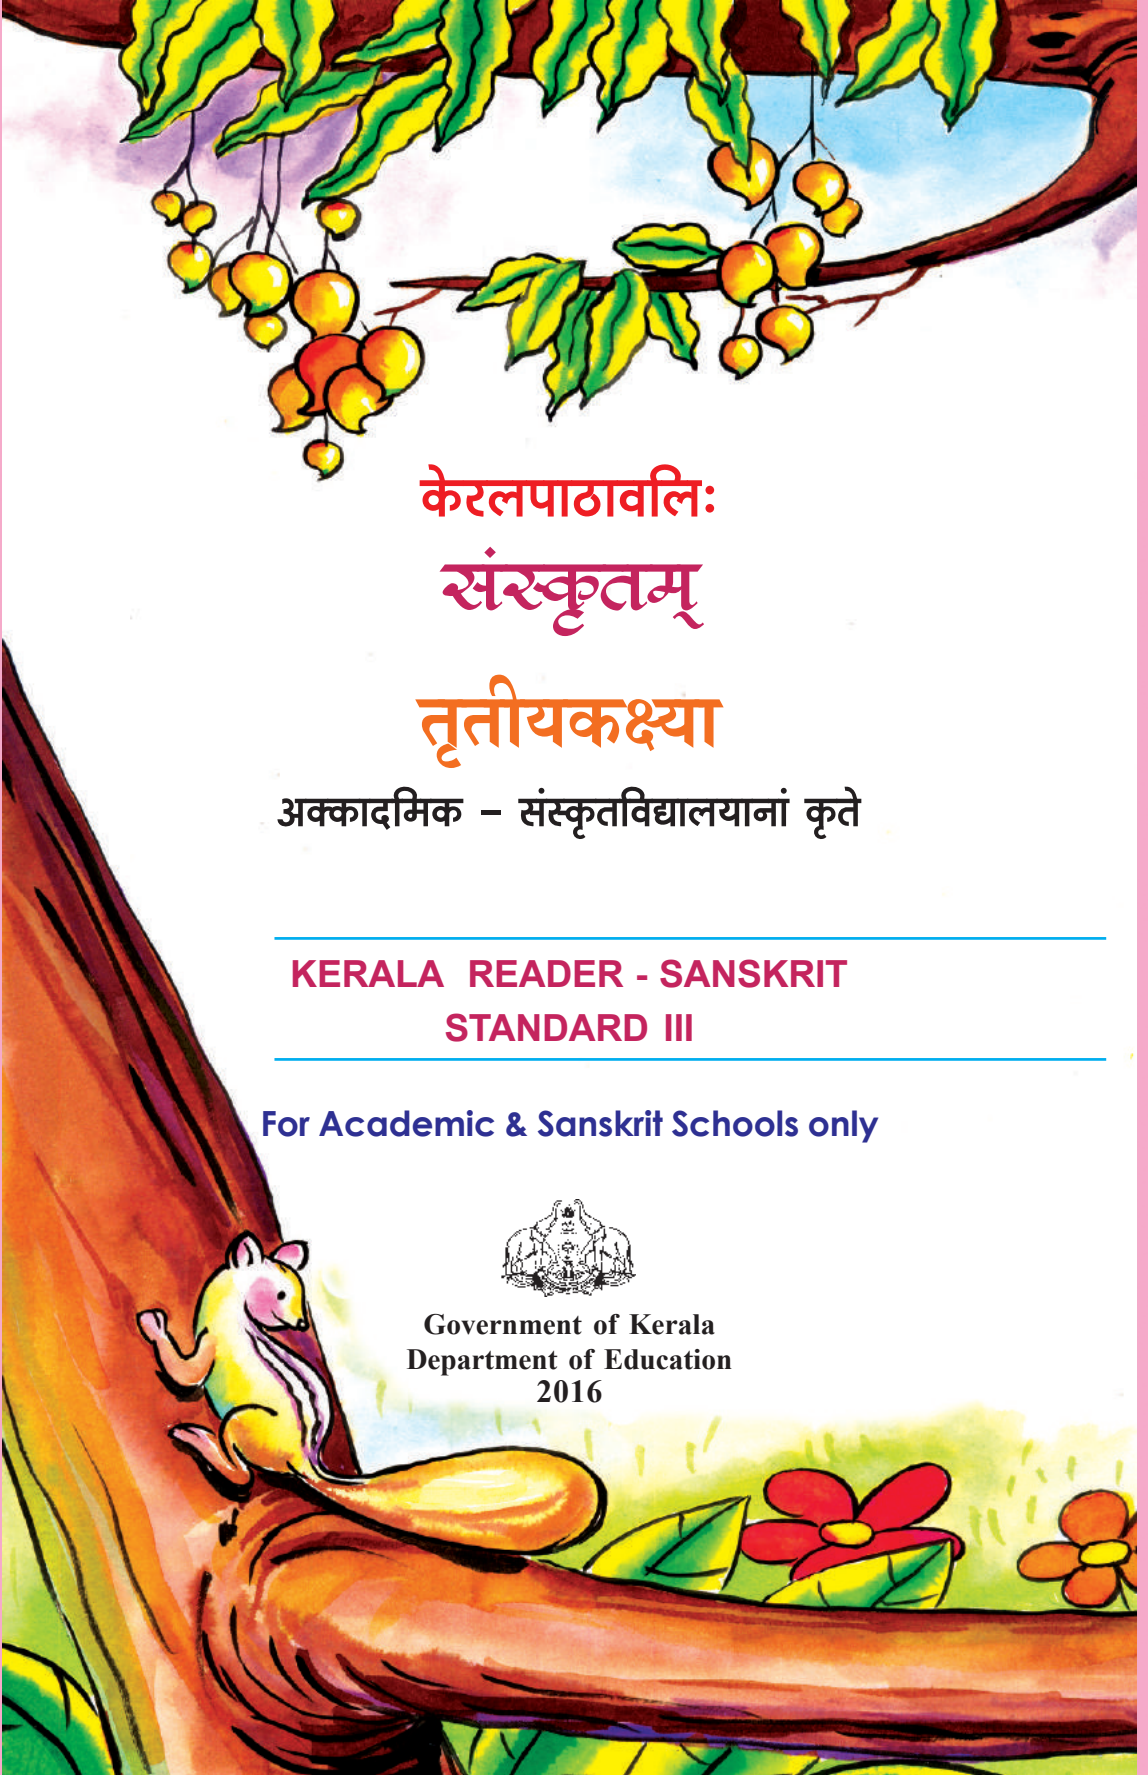 केरलपाठावलिः
संस्कृतम्
तृतीयकक्ष्या
अक्कादमिक – संस्कृतविद्यालयानां कृते
KERALA READER - SANSKRIT
STANDARD III
For Academic & Sanskrit Schools only
Government of Kerala
Department of Education
2016